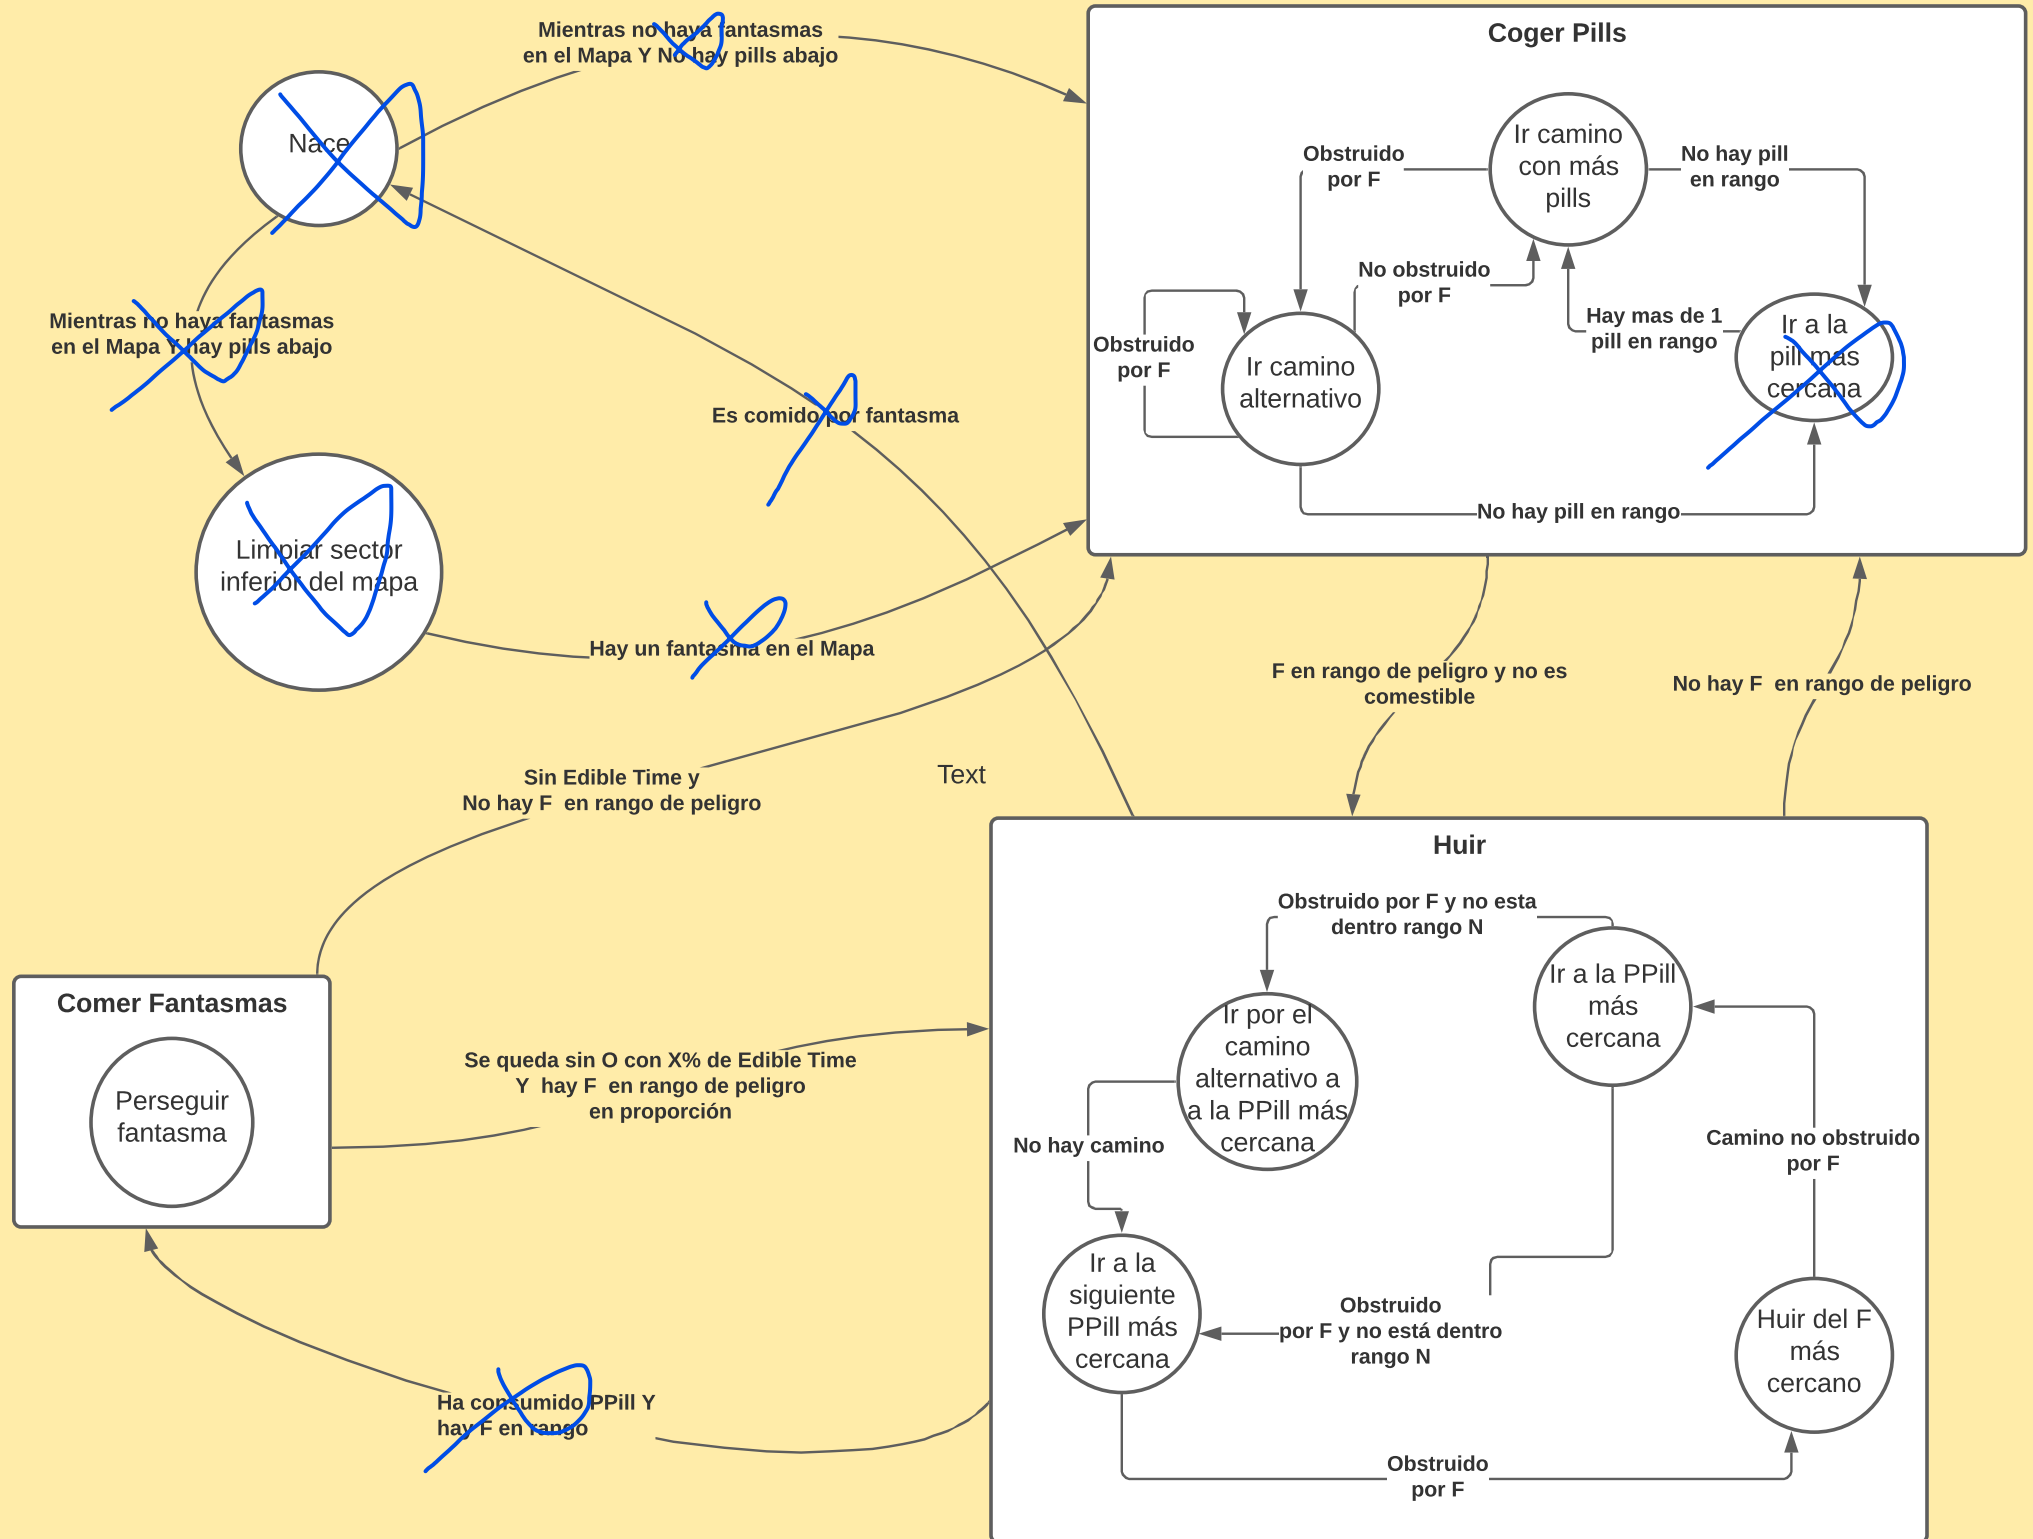 Mientras no haya fantasmas
en el Mapa Y No hay pills abajo
Nace
Mientras no haya fantasmas
en el Mapa Y hay pills abajo
Es comido por fantasma
Limpiar sector
inferior del mapa
Hay un fantasma en el Mapa
Coger Pills
Ir camino
con más
pills
Obstruido
por F
No hay pill
en rango
No obstruido
por F
Hay mas de 1
pill en rango
Obstruido
por F
Ir camino
alternativo
Ir a la
pill mas
cercana
No hay pill en rango
F en rango de peligro y no es
comestible
No hay F  en rango de peligro
Sin Edible Time y
No hay F  en rango de peligro
Text
Comer Fantasmas
Perseguir
fantasma
Se queda sin O con X% de Edible Time
Y  hay F  en rango de peligro
en proporción
Ha consumido PPill Y
hay F en rango
Huir
Obstruido por F y no esta
dentro rango N
Ir a la PPill
más
cercana
Ir por el
camino
alternativo a
a la PPill más
cercana
No hay camino
Camino no obstruido
por F
Ir a la
siguiente
PPill más
cercana
Obstruido
por F y no está dentro
rango N
Huir del F
más
cercano
Obstruido
por F